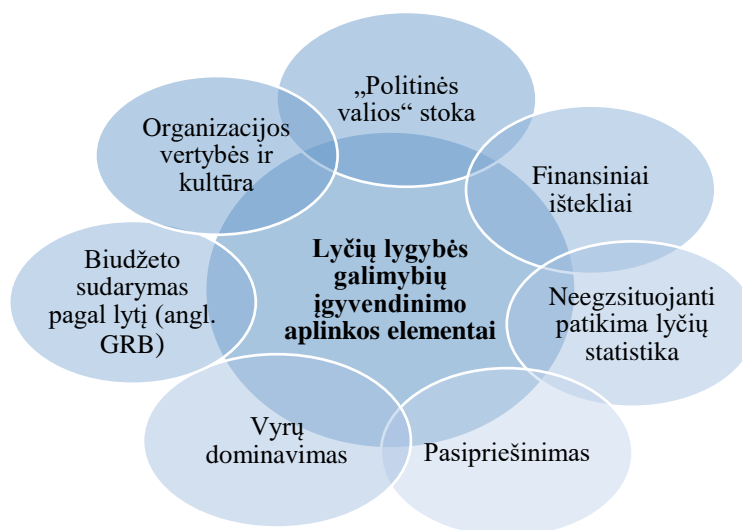 „Politinės
valios“ stoka
Organizacijos
vertybės ir
kultūra
Finansiniai
ištekliai
Lyčių lygybės
galimybių
įgyvendinimo
aplinkos elementai
Biudžeto
sudarymas
pagal lytį (angl.
GRB)
Neegzsituojanti
patikima lyčių
statistika
Vyrų
dominavimas
Pasipriešinimas